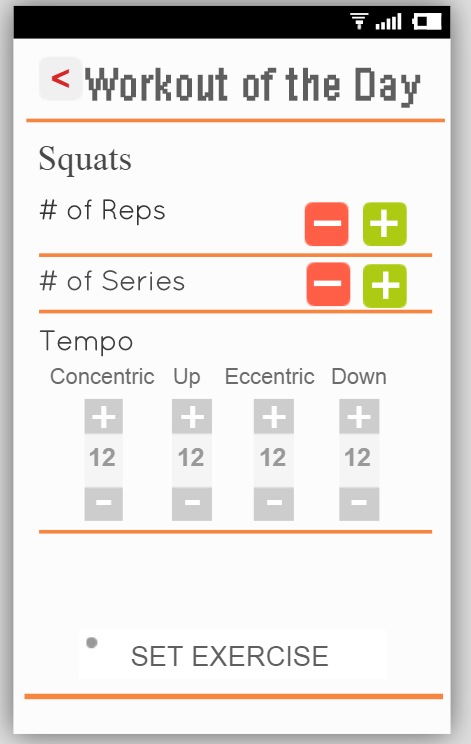 < Workout of the Day
Squats
# of Reps − +
# of Series − +
Tempo
Concentric Up Eccentric Down
+ + + +
12 12 12 12
− − − −
SET EXERCISE